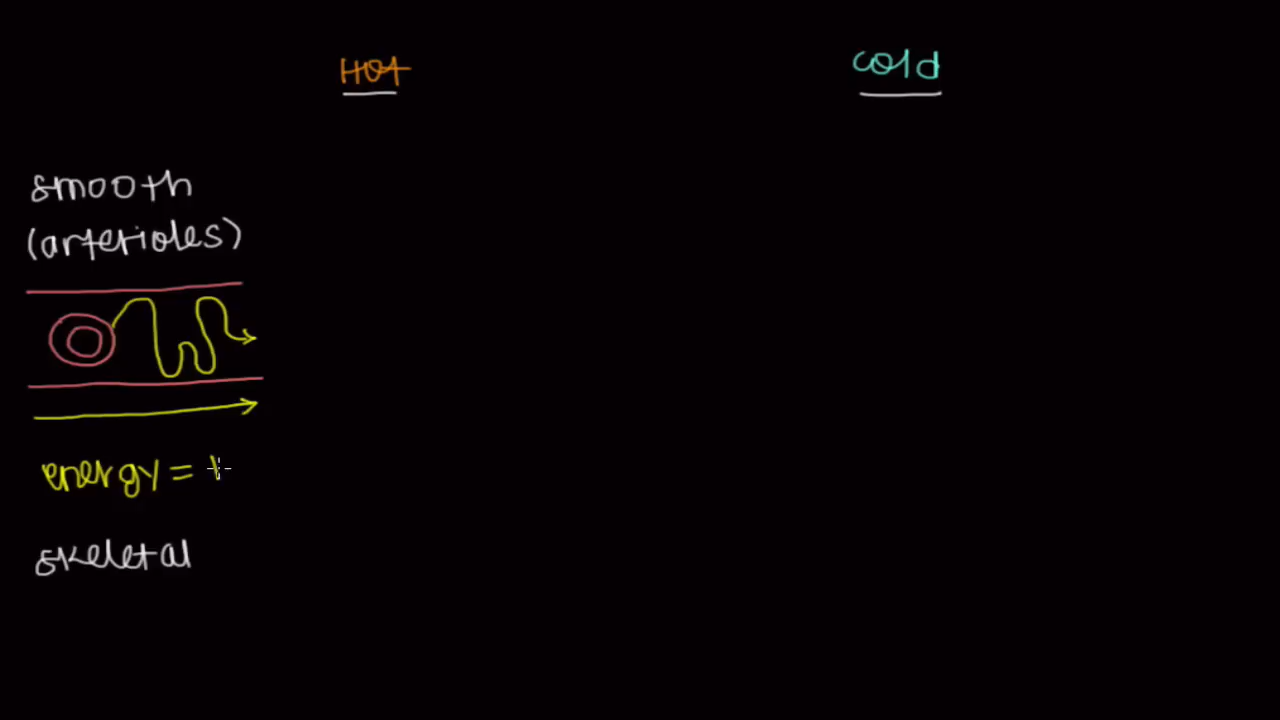 Hot
cold
smooth
(arterioles)
energy =
skeletal